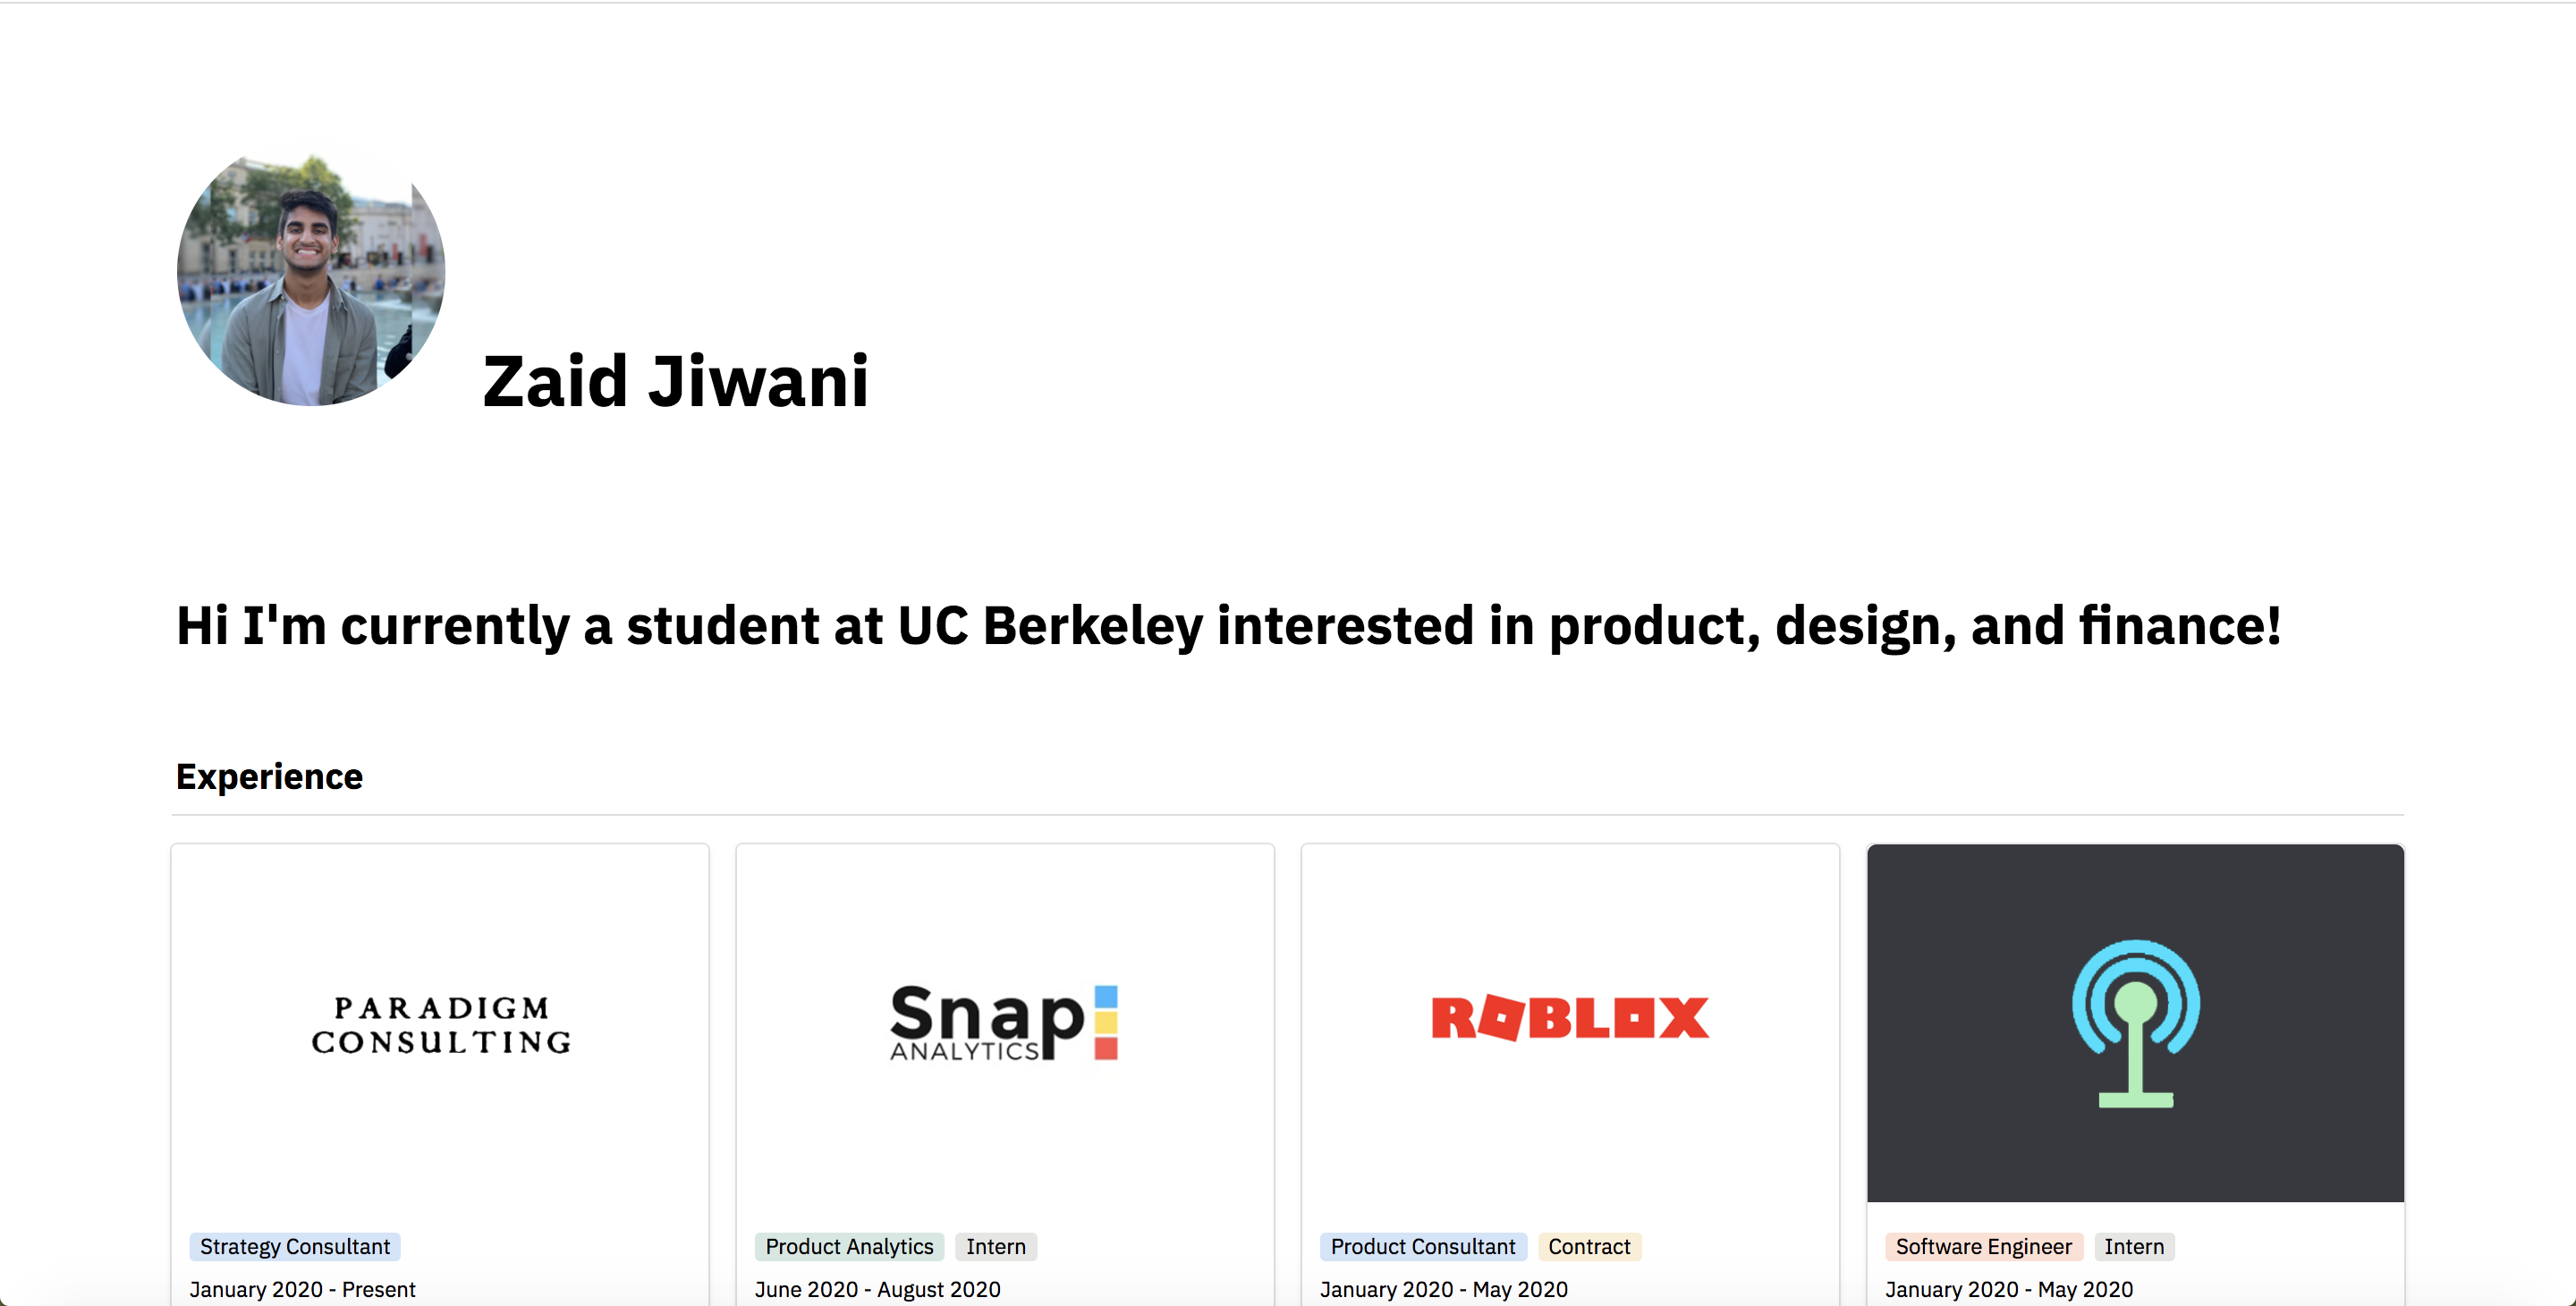 Zaid Jiwani
Hi I'm currently a student at UC Berkeley interested in product, design, and finance!
Experience
PARADIGM
CONSULTING
Snap
ANALYTICS
ROBLOX
Strategy Consultant
January 2020 - Present
Product Analytics Intern
June 2020 - August 2020
Product Consultant Contract
January 2020 - May 2020
Software Engineer Intern
January 2020 - May 2020